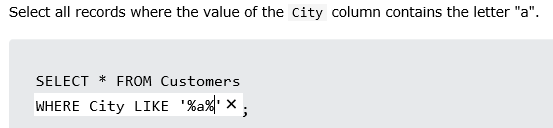 Select all records where the value of the City column contains the letter "a".
SELECT * FROM Customers
WHERE City LIKE '%a%' ;